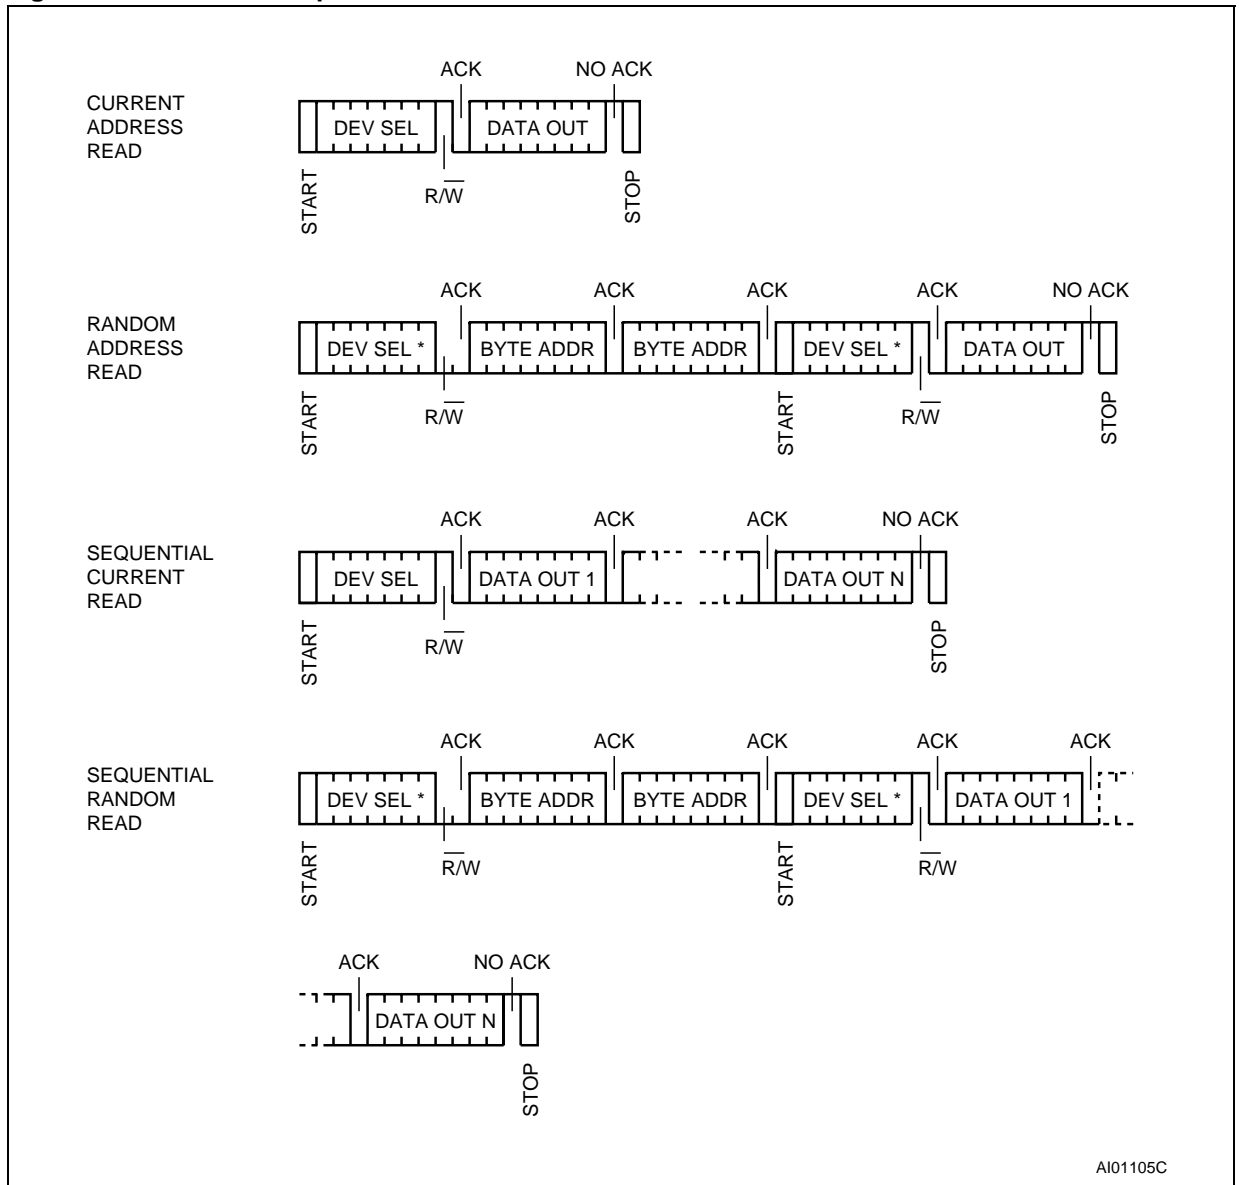 ACK NO ACK
CURRENT
ADDRESS
READ
DEV SEL DATA OUT
START R/W̅ STOP
ACK ACK ACK ACK NO ACK
RANDOM
ADDRESS
READ
DEV SEL * BYTE ADDR BYTE ADDR DEV SEL * DATA OUT
START R/W̅ START R/W̅ STOP
ACK ACK ACK NO ACK
SEQUENTIAL
CURRENT
READ
DEV SEL DATA OUT 1 DATA OUT N
START R/W̅ STOP
ACK ACK ACK ACK ACK
SEQUENTIAL
RANDOM
READ
DEV SEL * BYTE ADDR BYTE ADDR DEV SEL * DATA OUT 1
START R̅/W START R̅/W
ACK NO ACK
DATA OUT N
STOP
AI01105C